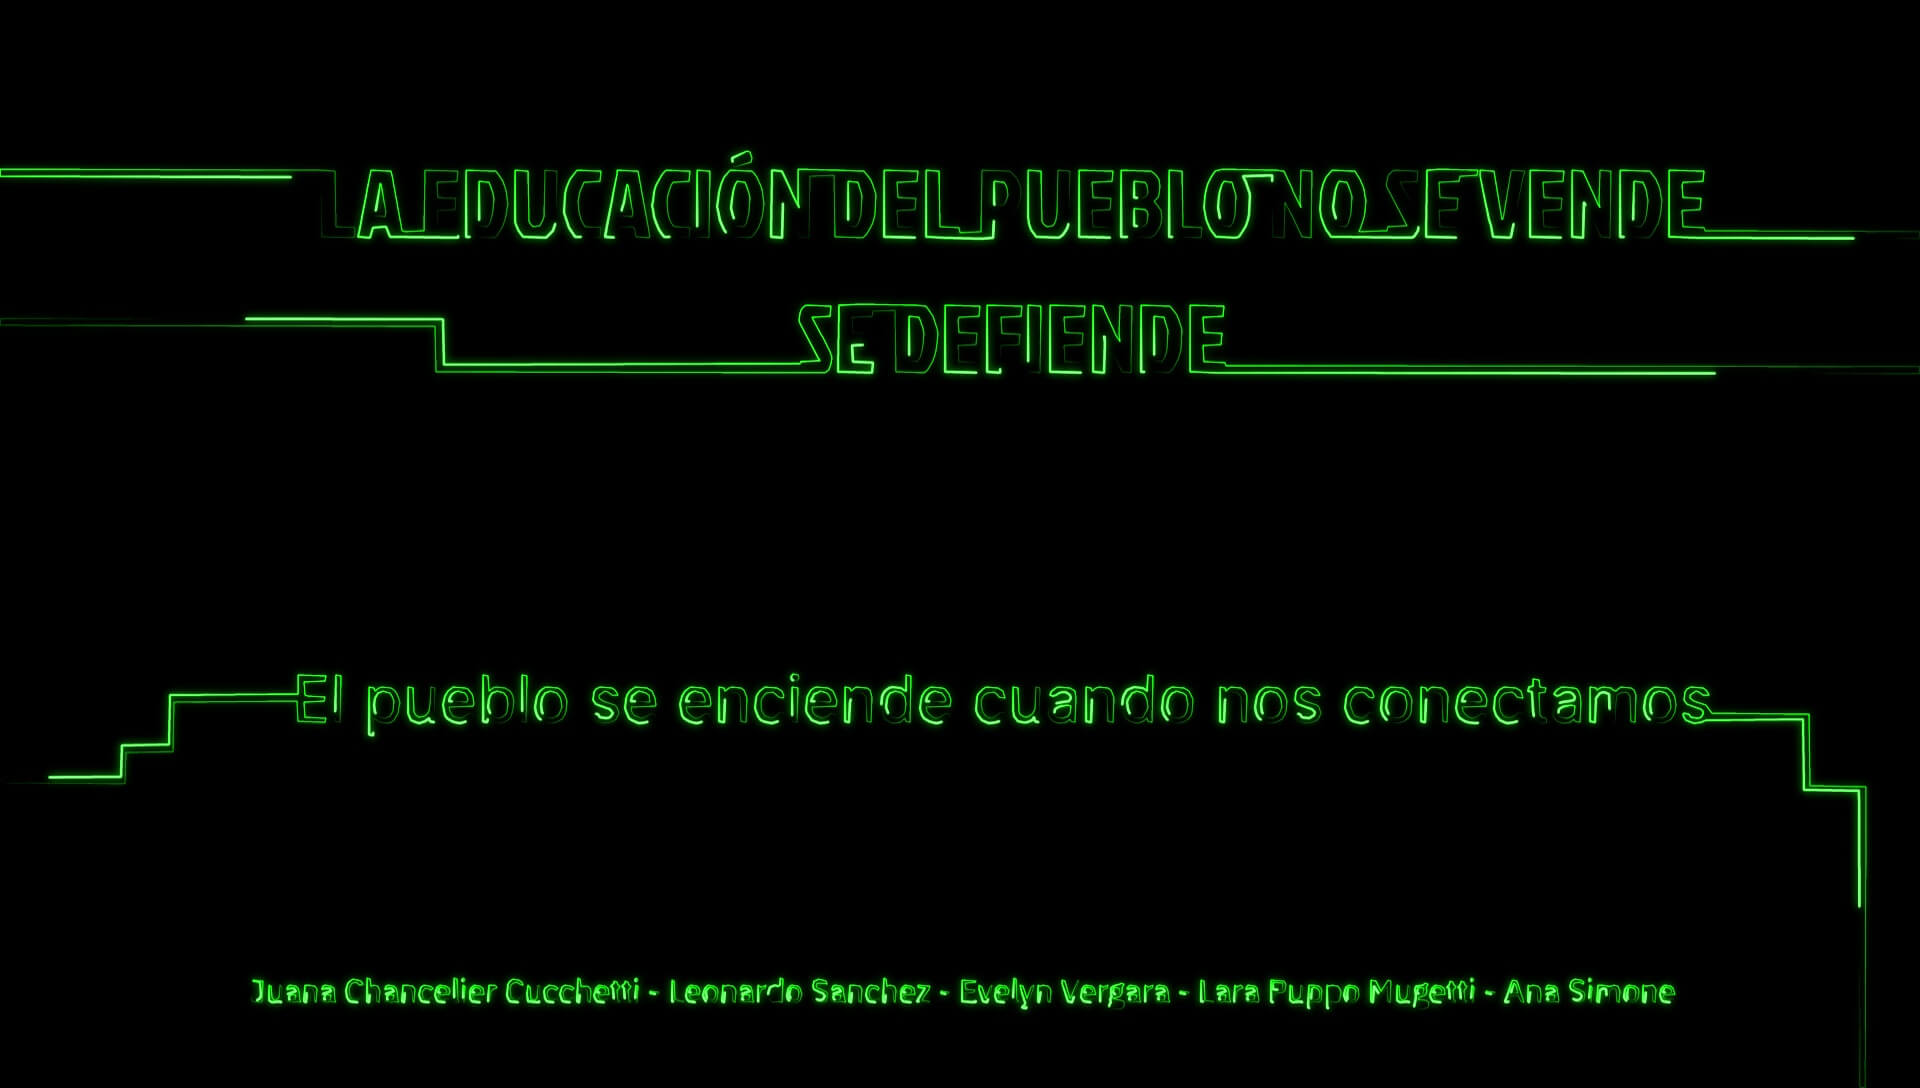 LA EDUCACIÓN DEL PUEBLO NO SE VENDE
SE DEFIENDE
El pueblo se enciende cuando nos conectamos
Juana Chancelier Cucchetti - Leonardo Sanchez - Evelyn Vergara - Lara Puppo Mugetti - Ana Simone